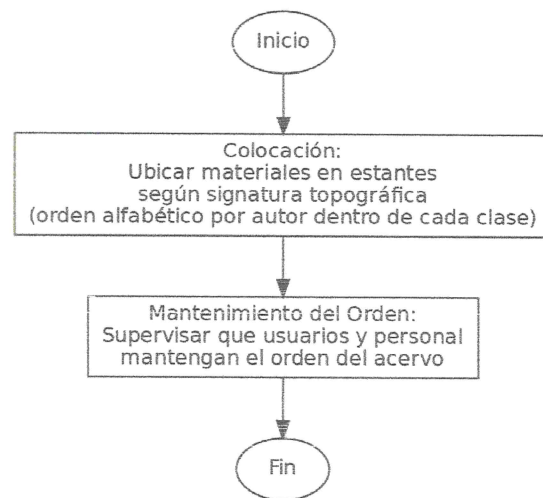 Inicio
Colocación:
Ubicar materiales en estantes
según signatura topográfica
(orden alfabético por autor dentro de cada clase)
Mantenimiento del Orden:
Supervisar que usuarios y personal
mantengan el orden del acervo
Fin